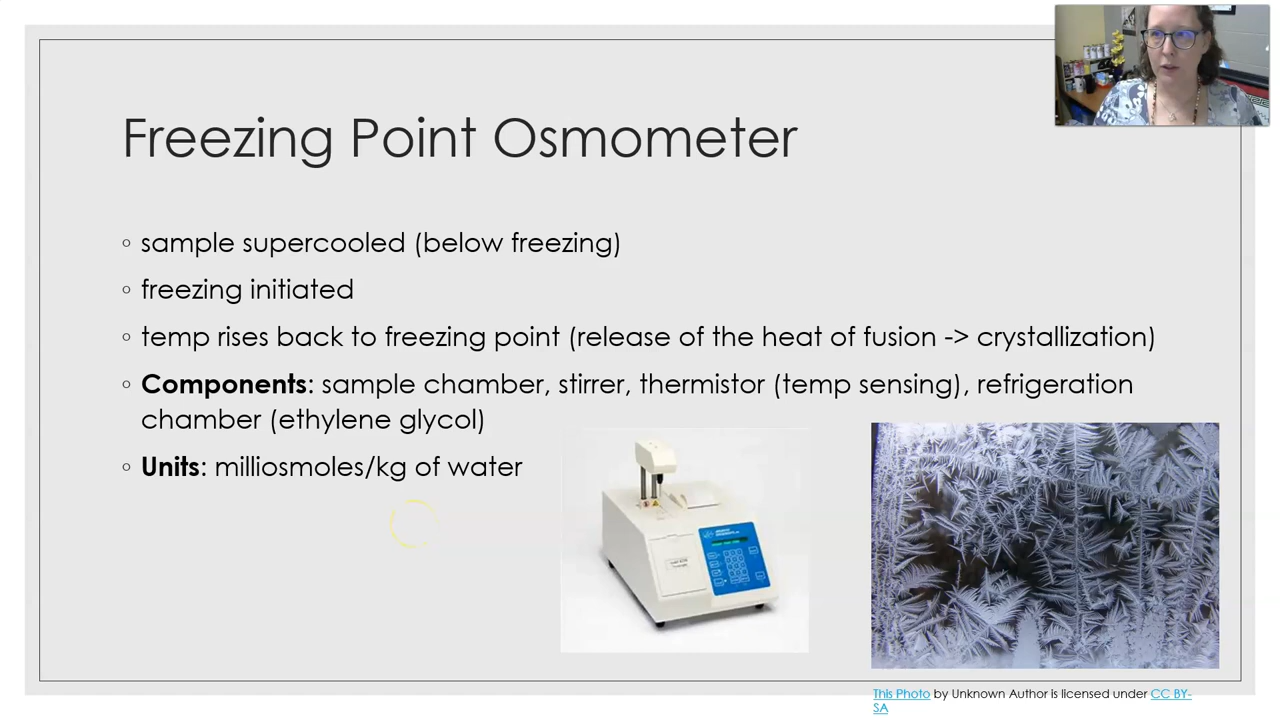 Freezing Point Osmometer
◦ sample supercooled (below freezing)
◦ freezing initiated
◦ temp rises back to freezing point (release of the heat of fusion -> crystallization)
◦ Components: sample chamber, stirrer, thermistor (temp sensing), refrigeration
chamber (ethylene glycol)
◦ Units: milliosmoles/kg of water
This Photo by Unknown Author is licensed under CC BY-
SA